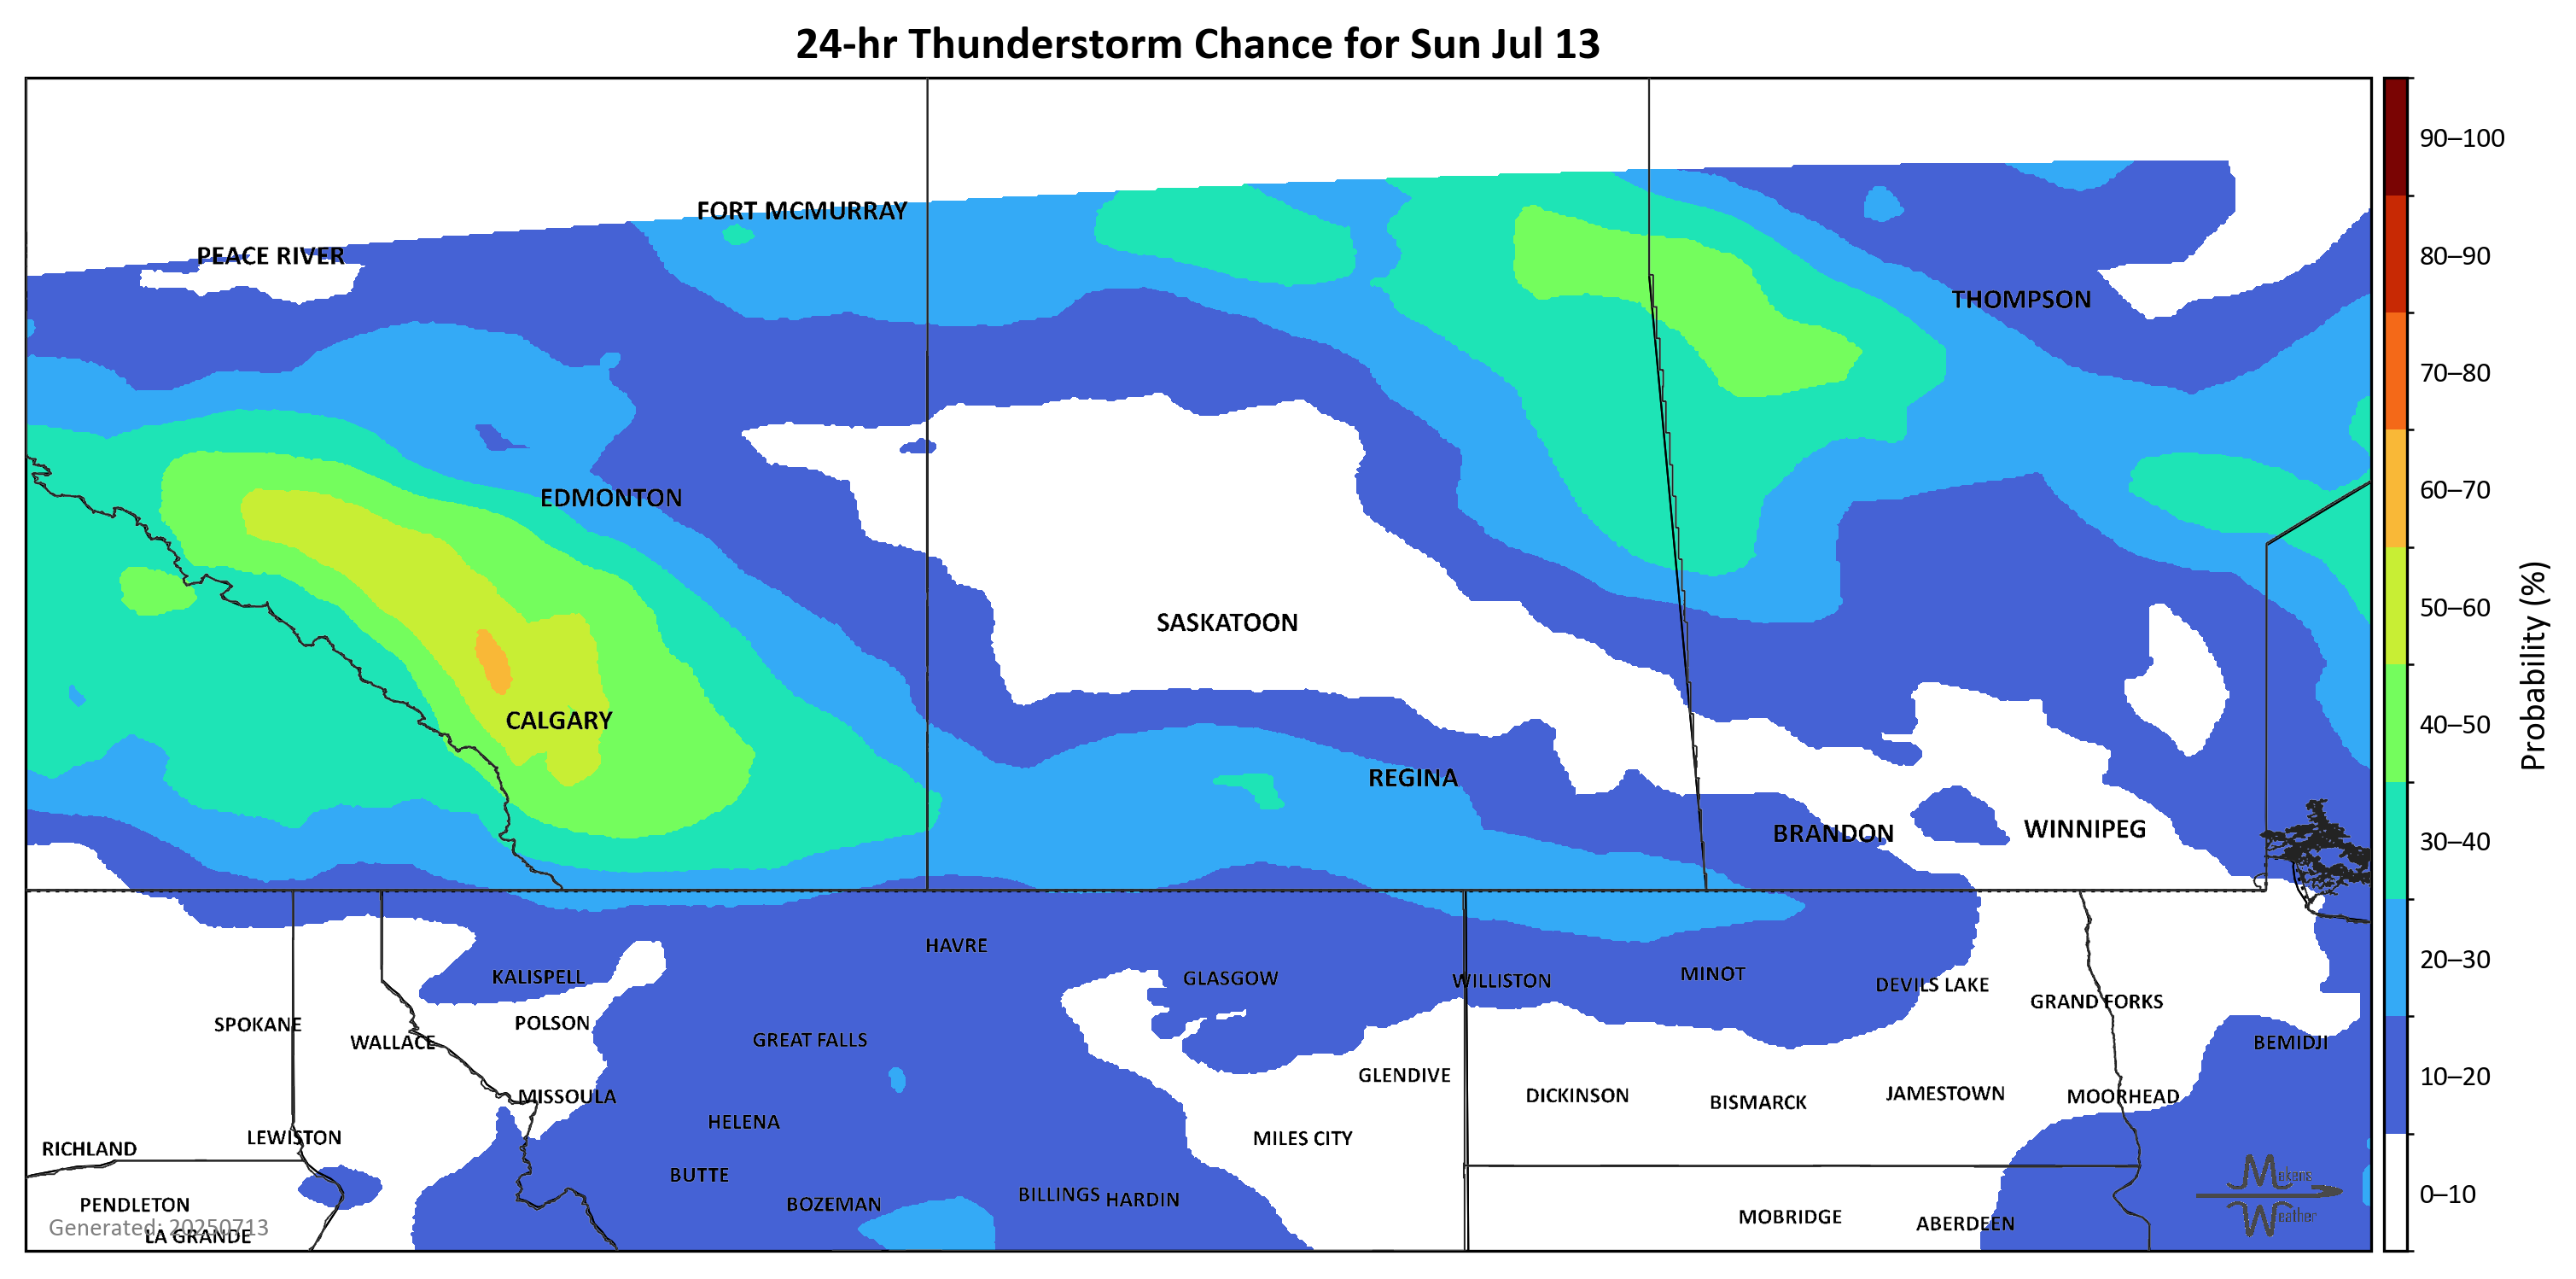 24-hr Thunderstorm Chance for Sun Jul 13
90–100
FORT MCMURRAY
PEACE RIVER
80–90
THOMPSON
70–80
EDMONTON
60–70
SASKATOON
50–60
Probability (%)
CALGARY
40–50
REGINA
BRANDON
WINNIPEG
30–40
HAVRE
KALISPELL
GLASGOW
WILLISTON
MINOT
DEVILS LAKE
20–30
GRAND FORKS
SPOKANE
POLSON
WALLACE
GREAT FALLS
BEMIDJI
GLENDIVE
10–20
MISSOULA
DICKINSON
BISMARCK
JAMESTOWN
MOORHEAD
HELENA
LEWISTON
MILES CITY
RICHLAND
BUTTE
Makens
BILLINGS
HARDIN
0–10
PENDLETON
BOZEMAN
MOBRIDGE
ABERDEEN
Weather
Generated: 20250713
LA GRANDE